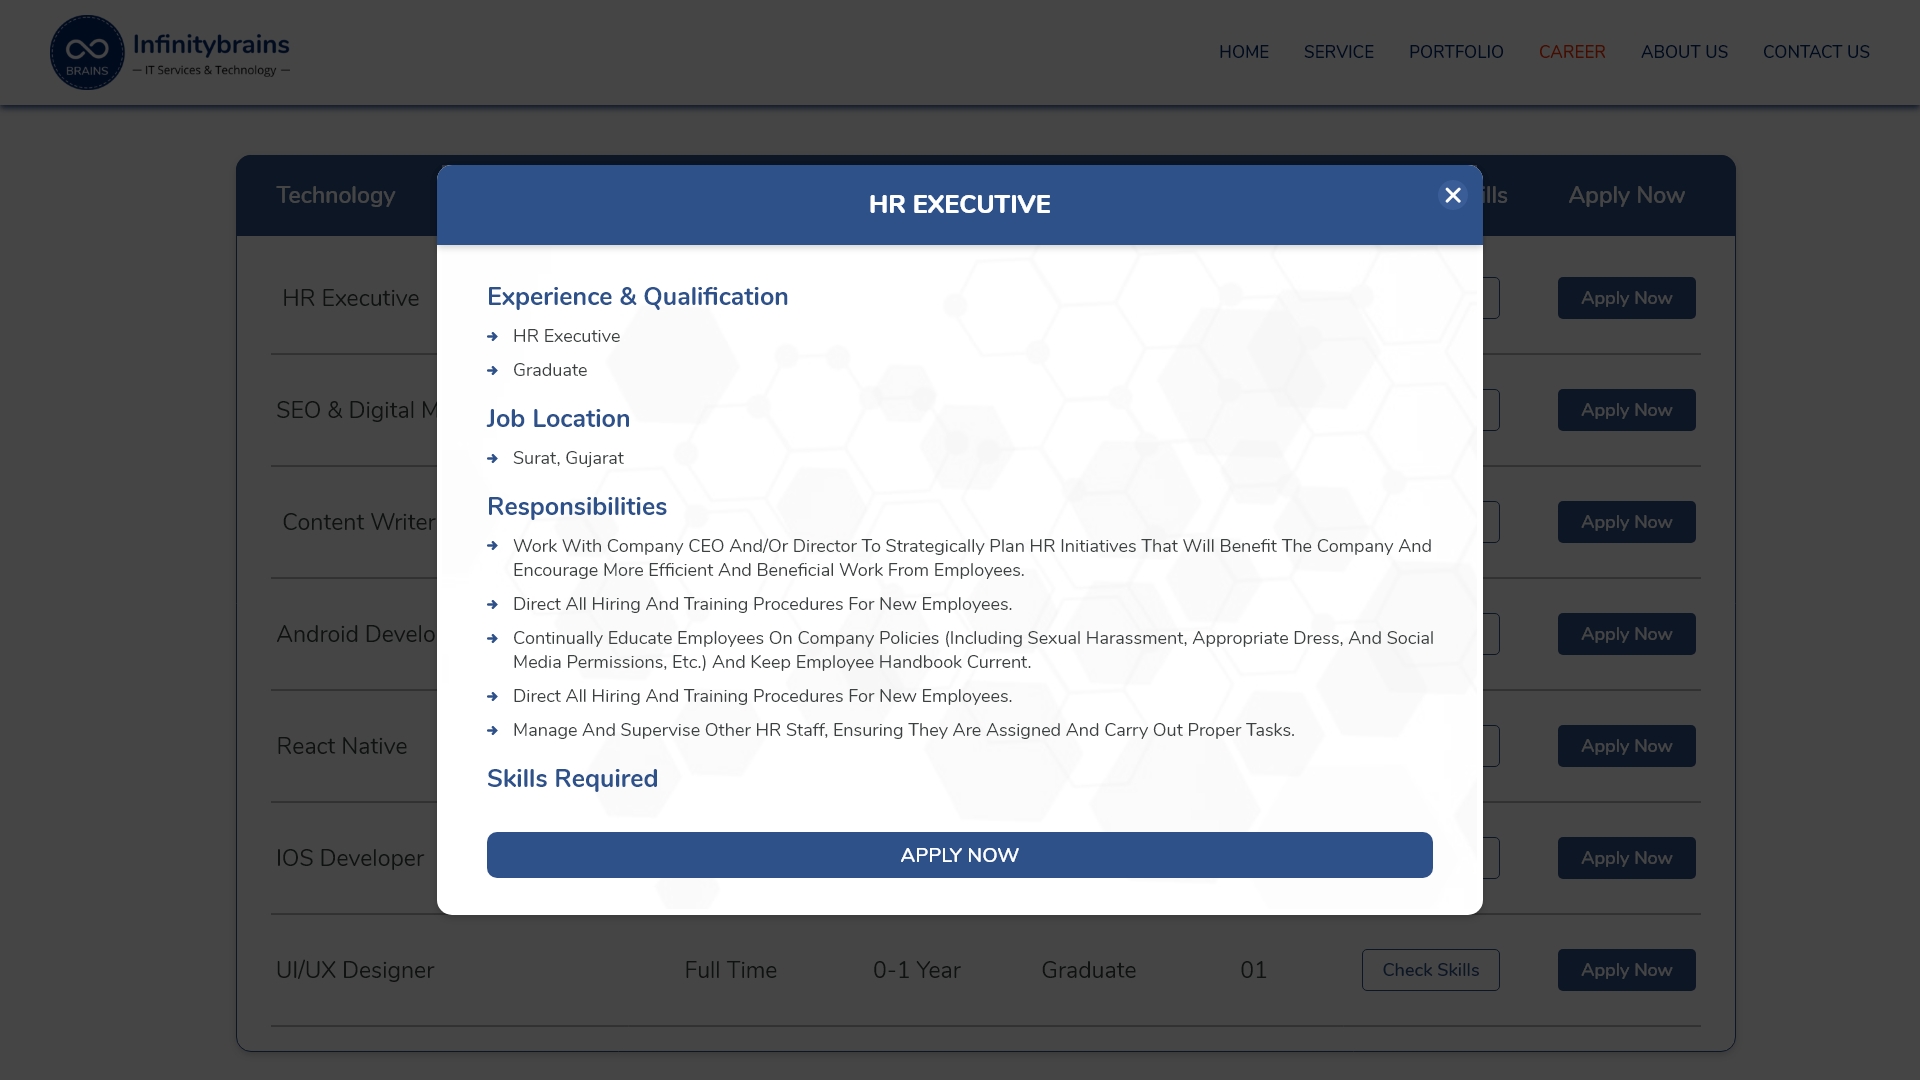 Infinitybrains
BRAINS
— IT Services & Technology —
HOME SERVICE PORTFOLIO CAREER ABOUT US CONTACT US
Technology
Apply Now
HR EXECUTIVE
Experience & Qualification
HR Executive
Graduate
Job Location
Surat, Gujarat
Responsibilities
Work With Company CEO And/Or Director To Strategically Plan HR Initiatives That Will Benefit The Company And
Encourage More Efficient And Beneficial Work From Employees.
Direct All Hiring And Training Procedures For New Employees.
Continually Educate Employees On Company Policies (Including Sexual Harassment, Appropriate Dress, And Social
Media Permissions, Etc.) And Keep Employee Handbook Current.
Direct All Hiring And Training Procedures For New Employees.
Manage And Supervise Other HR Staff, Ensuring They Are Assigned And Carry Out Proper Tasks.
Skills Required
APPLY NOW
HR Executive Apply Now
SEO & Digital Apply Now
Content Writer Apply Now
Android Apply Now
React Native Apply Now
IOS Developer Apply Now
UI/UX Designer Full Time 0-1 Year Graduate 01 Check Skills Apply Now